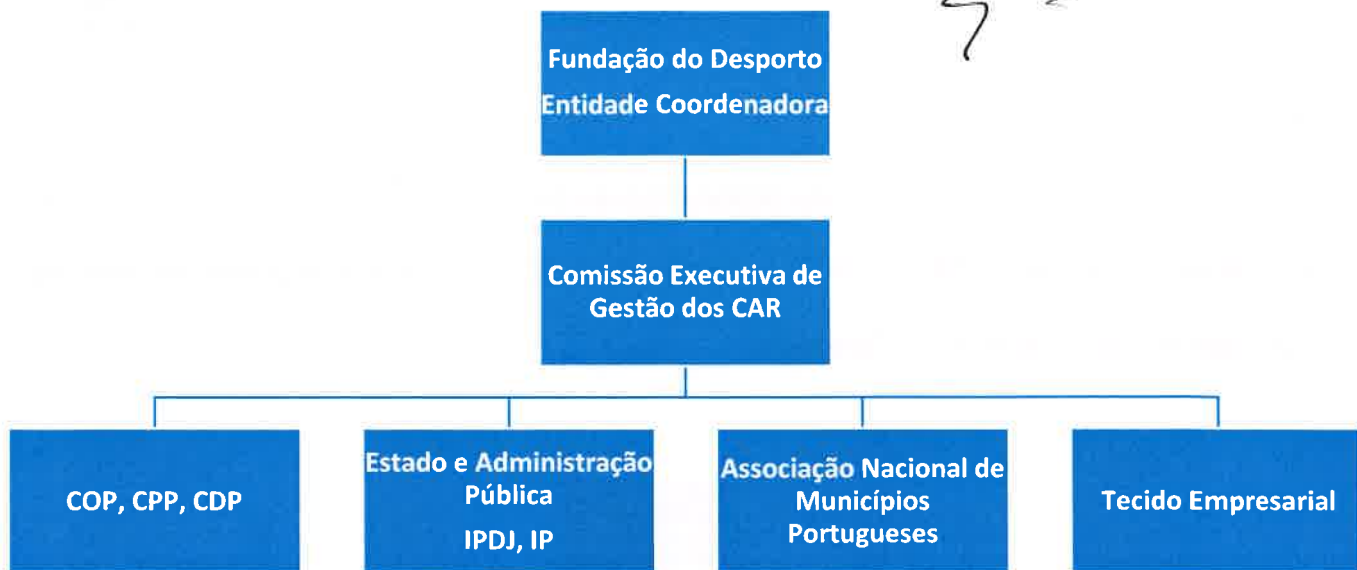 Fundação do Desporto
Entidade Coordenadora
Comissão Executiva de
Gestão dos CAR
COP, CPP, CDP
Estado e Administração
Pública
IPDJ, IP
Associação Nacional de
Municípios
Portugueses
Tecido Empresarial